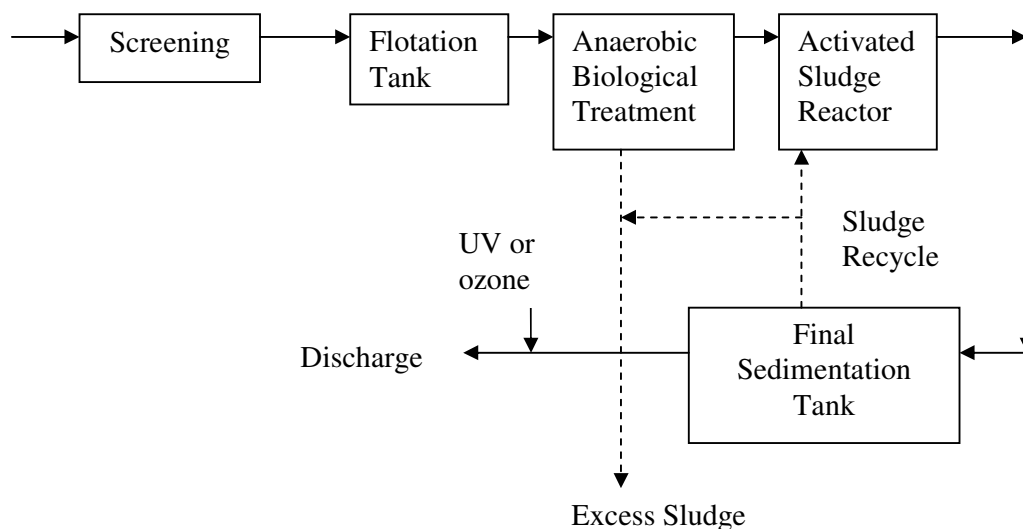 Screening
Flotation
Tank
Anaerobic
Biological
Treatment
Activated
Sludge
Reactor
Sludge
Recycle
UV or
ozone
Final
Sedimentation
Tank
Discharge
Excess Sludge